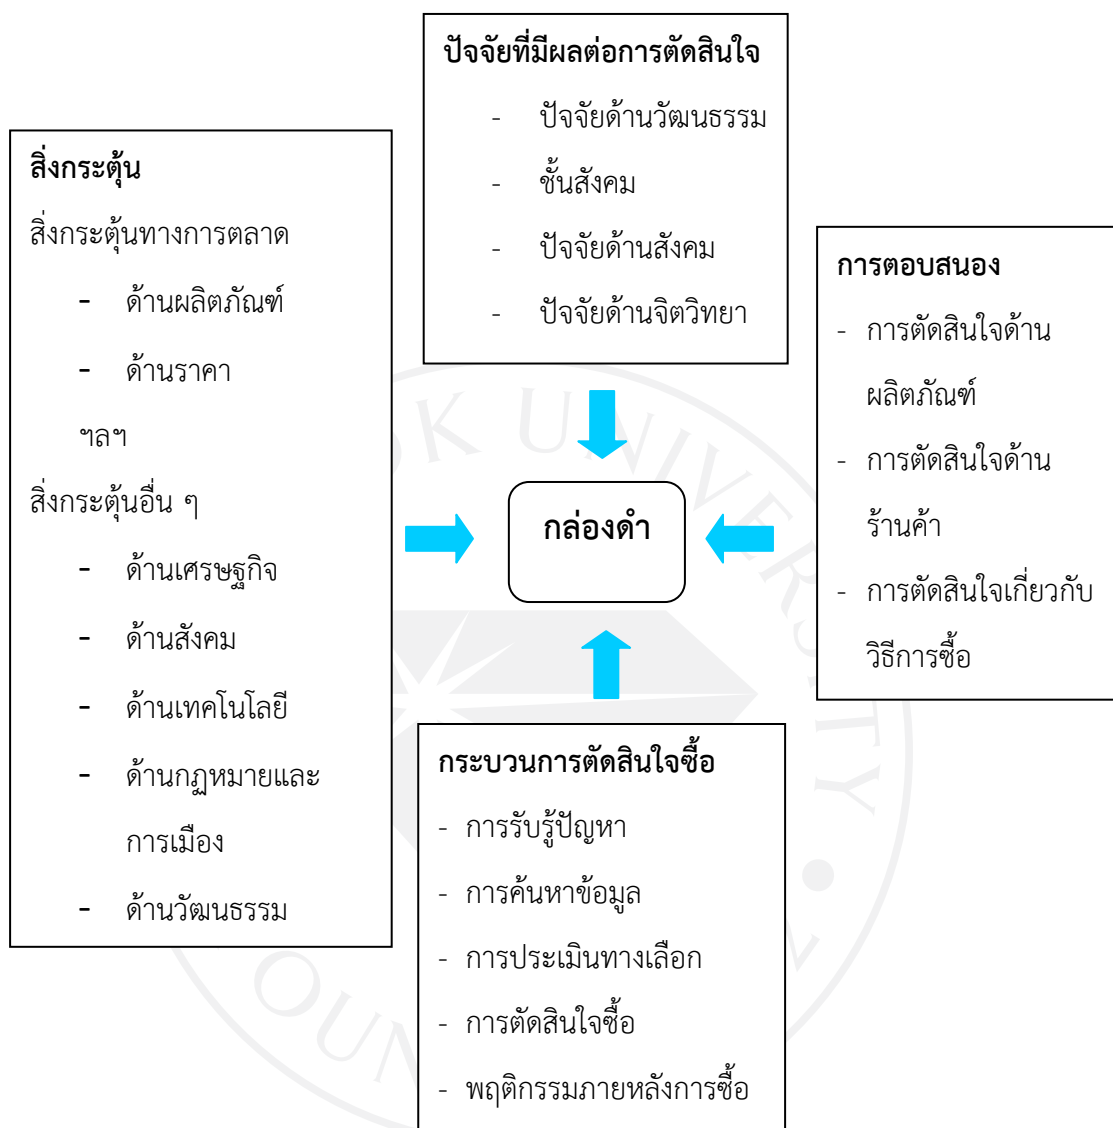 ปัจจัยที่มีผลต่อการตัดสินใจ
- ปัจจัยด้านวัฒนธรรม
- ชั้นสังคม
- ปัจจัยด้านสังคม
- ปัจจัยด้านจิตวิทยา
สิ่งกระตุ้น
สิ่งกระตุ้นทางการตลาด
- ด้านผลิตภัณฑ์
- ด้านราคา
ฯลฯ
สิ่งกระตุ้นอื่น ๆ
- ด้านเศรษฐกิจ
- ด้านสังคม
- ด้านเทคโนโลยี
- ด้านกฎหมายและ
การเมือง
- ด้านวัฒนธรรม
กล่องดำ
การตอบสนอง
- การตัดสินใจด้าน
ผลิตภัณฑ์
- การตัดสินใจด้าน
ร้านค้า
- การตัดสินใจเกี่ยวกับ
วิธีการซื้อ
กระบวนการตัดสินใจซื้อ
- การรับรู้ปัญหา
- การค้นหาข้อมูล
- การประเมินทางเลือก
- การตัดสินใจซื้อ
- พฤติกรรมภายหลังการซื้อ
OK UNIVERSITY